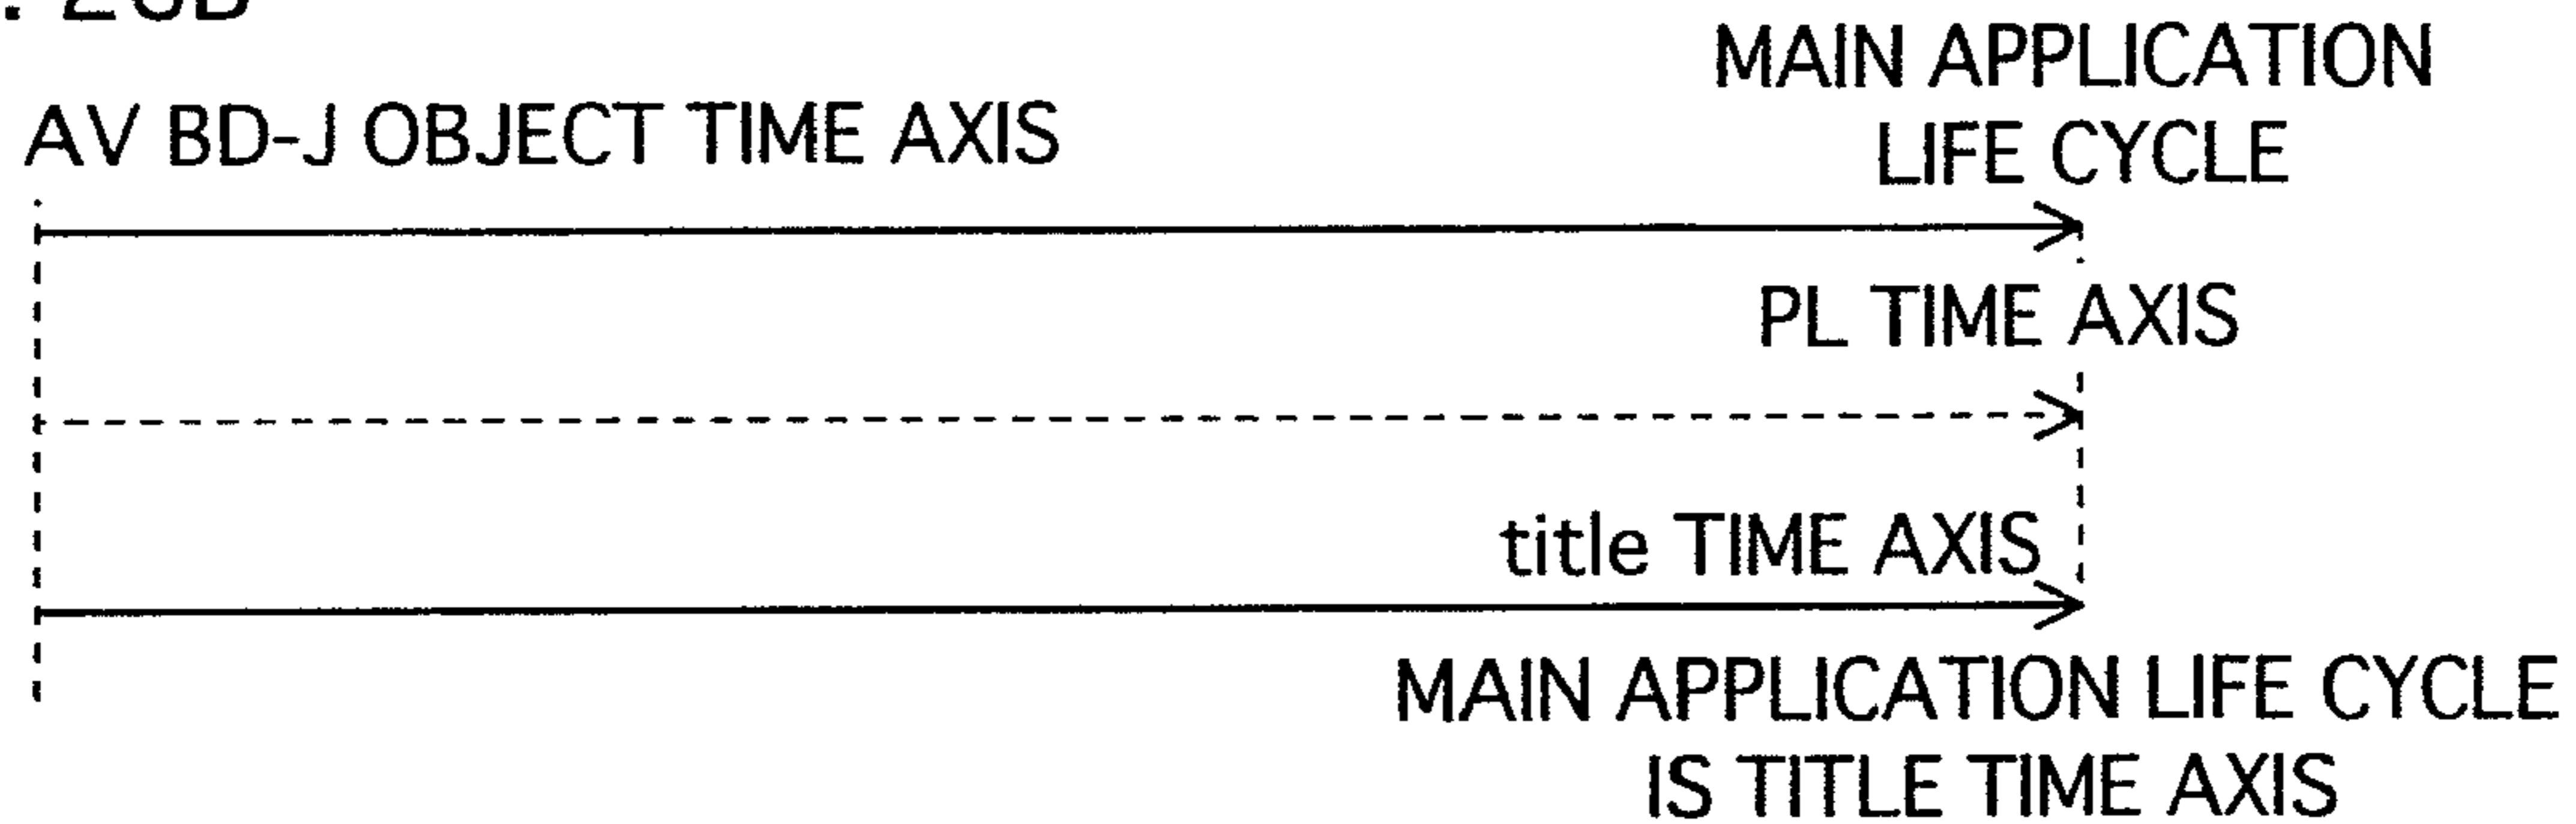 MAIN APPLICATION
LIFE CYCLE
AV BD-J OBJECT TIME AXIS
PL TIME AXIS
title TIME AXIS
MAIN APPLICATION LIFE CYCLE
IS TITLE TIME AXIS